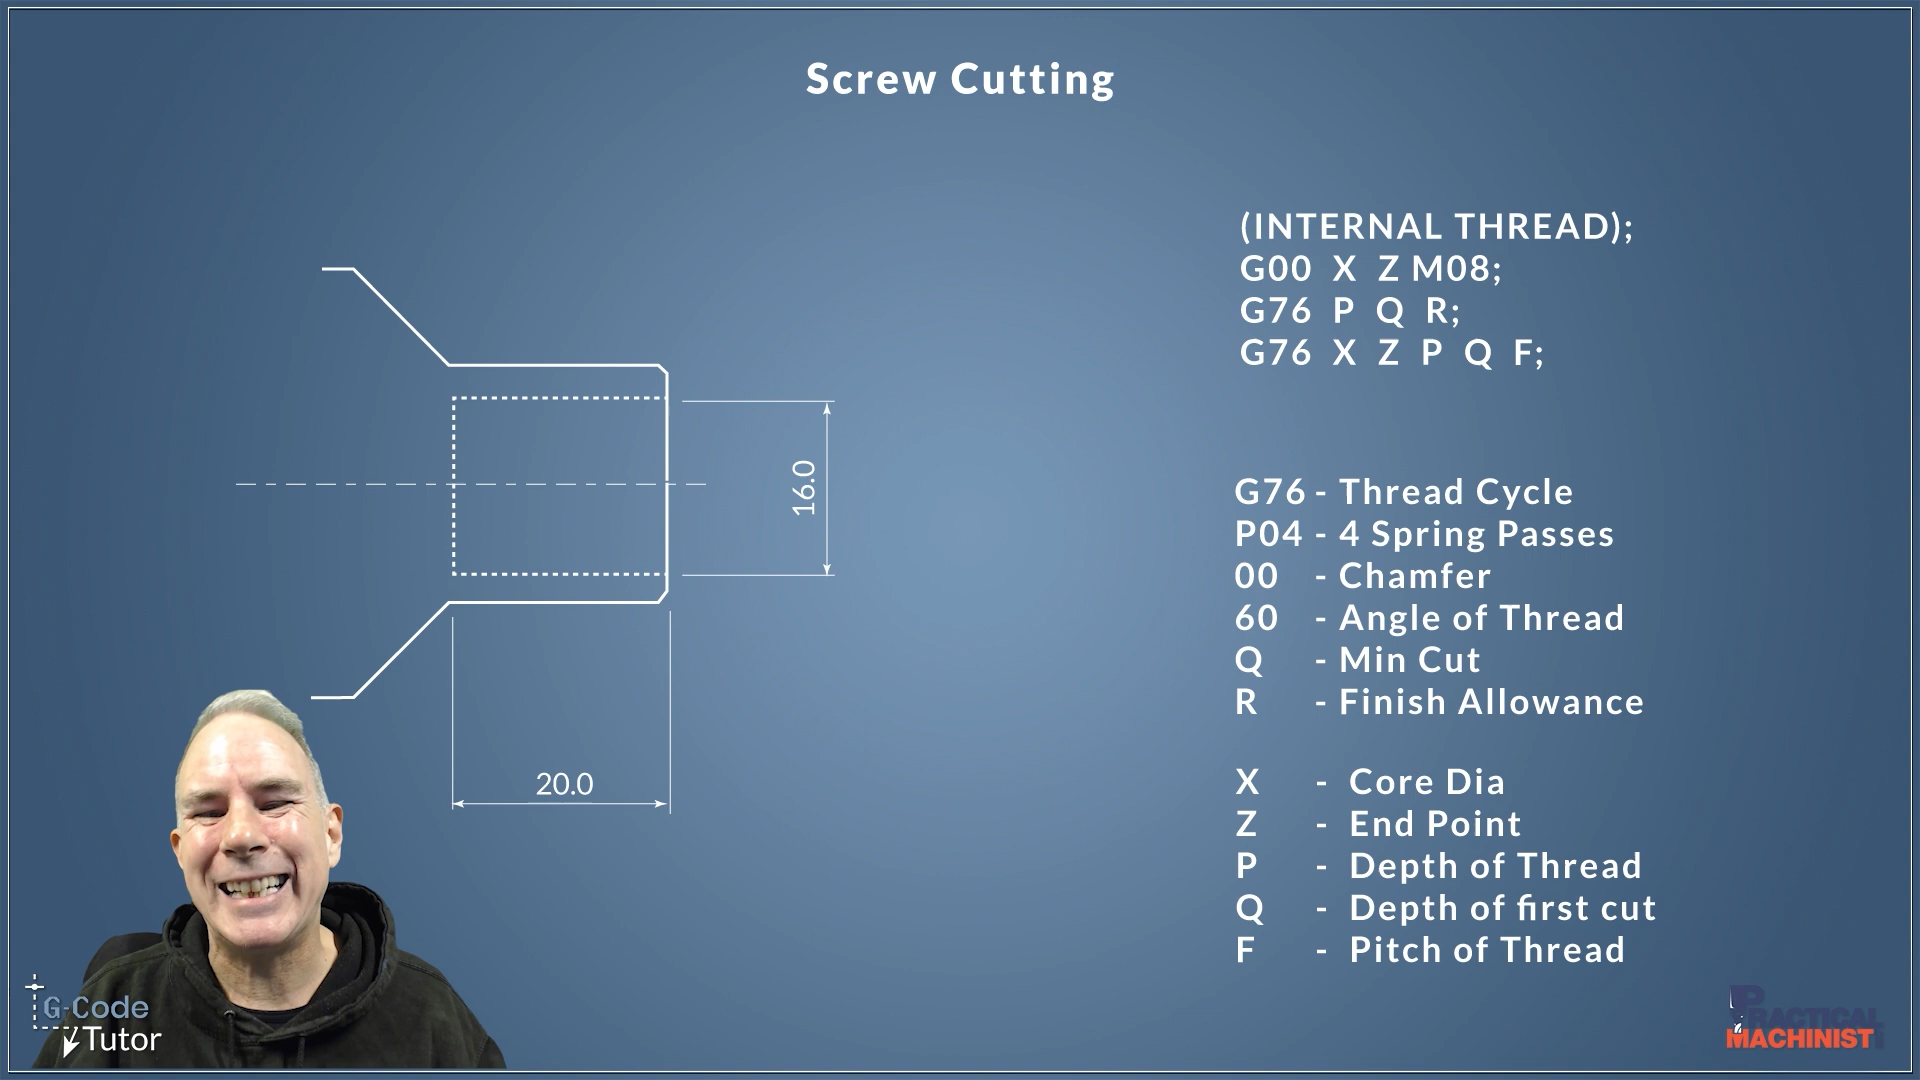 Screw Cutting
(INTERNAL THREAD);
G00 X Z M08;
G76 P Q R;
G76 X Z P Q F;
16.0
20.0
G76 - Thread Cycle
P04 - 4 Spring Passes
00 - Chamfer
60 - Angle of Thread
Q - Min Cut
R - Finish Allowance
X - Core Dia
Z - End Point
P - Depth of Thread
Q - Depth of first cut
F - Pitch of Thread
G-Code
Tutor
PRACTICAL
MACHINIST